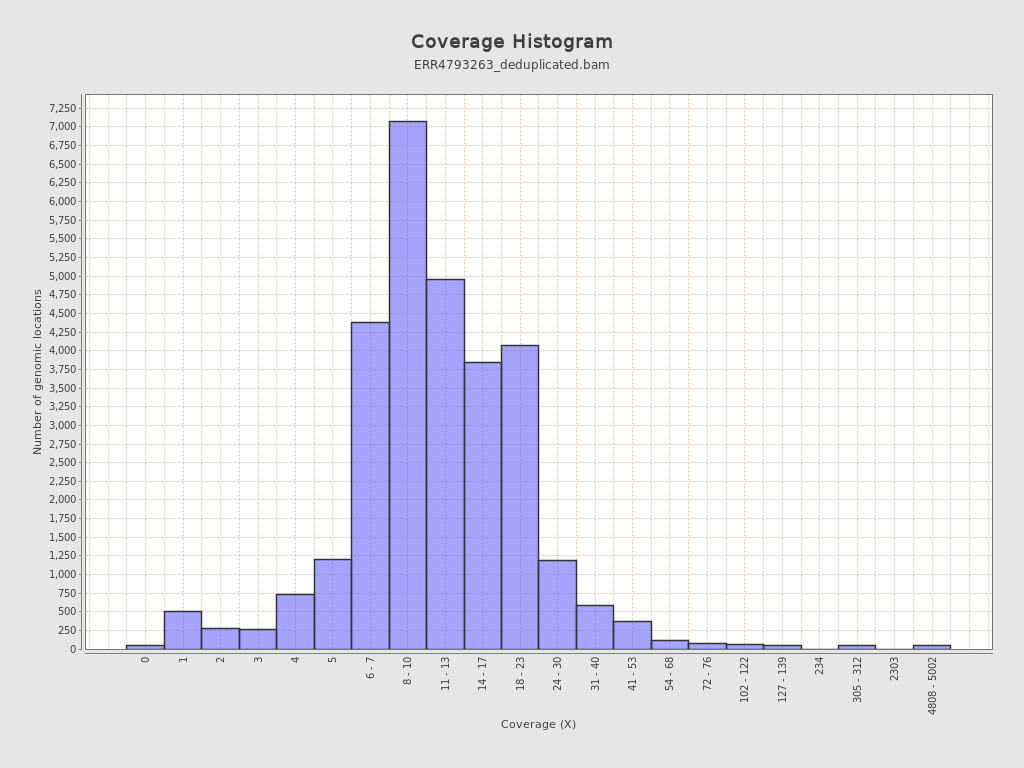 Coverage Histogram
ERR4793263_deduplicated.bam
7,250
7,000
6,750
6,500
6,250
6,000
5,750
5,500
5,250
5,000
4,750
4,500
4,250
4,000
3,750
3,500
3,250
3,000
2,750
2,500
2,250
2,000
1,750
1,500
1,250
1,000
750
500
250
0
Number of genomic locations
0
1
2
3
4
5
6 - 7
8 - 10
11 - 13
14 - 17
18 - 23
24 - 30
31 - 40
41 - 53
54 - 68
72 - 76
102 - 122
127 - 139
234
305 - 312
2303
4808 - 5002
Coverage (X)